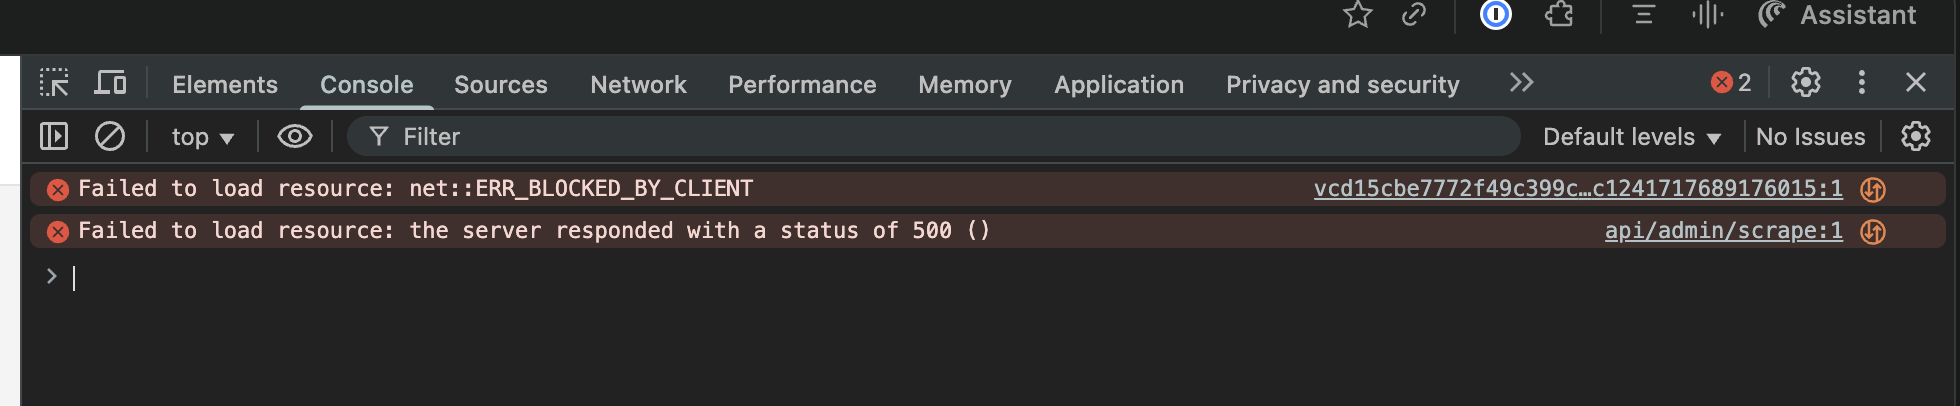 Assistant
Elements Console Sources Network Performance Memory Application Privacy and security 2
top Filter Default levels No Issues
Failed to load resource: net::ERR_BLOCKED_BY_CLIENT vcd15cbe7772f49c399c…c1241717689176015:1
Failed to load resource: the server responded with a status of 500 () api/admin/scrape:1